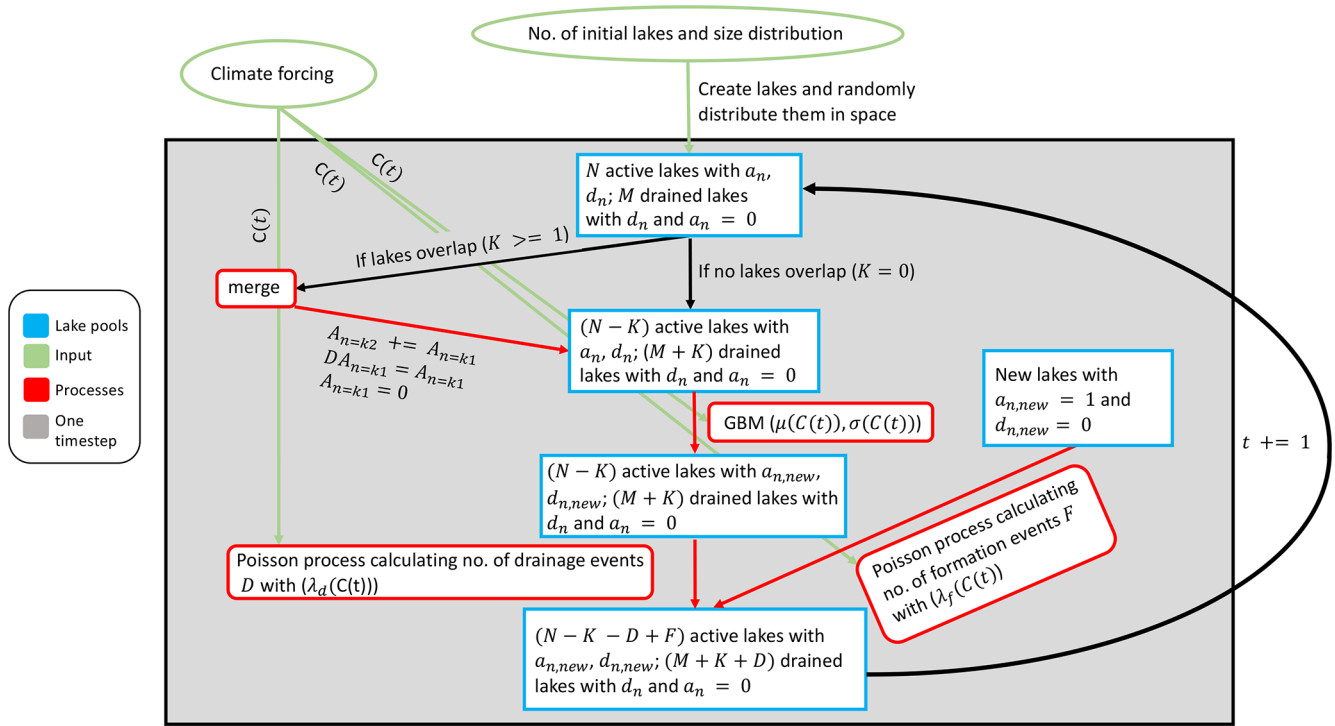 No. of initial lakes and size distribution
Climate forcing
Create lakes and randomly
distribute them in space
C(t)
C(t)
C(t)
N active lakes with a_n,
d_n; M drained lakes
with d_n and a_n = 0
If lakes overlap (K >= 1)
If no lakes overlap (K = 0)
merge
A_{n=k2} += A_{n=k1}
DA_{n=k1} = A_{n=k1}
A_{n=k1} = 0
(N − K) active lakes with
a_n, d_n; (M + K) drained
lakes with d_n and a_n = 0
Lake pools
Input
Processes
One
timestep
New lakes with
a_{n,new} = 1 and
d_{n,new} = 0
GBM (μ(C(t)), σ(C(t)))
t += 1
(N − K) active lakes with a_{n,new},
d_{n,new}; (M + K) drained lakes with
d_n and a_n = 0
Poisson process calculating
no. of formation events F
with (λ_f(C(t))
Poisson process calculating no. of drainage events
D with (λ_d(C(t)))
(N − K − D + F) active lakes with
a_{n,new}, d_{n,new}; (M + K + D) drained
lakes with d_n and a_n = 0